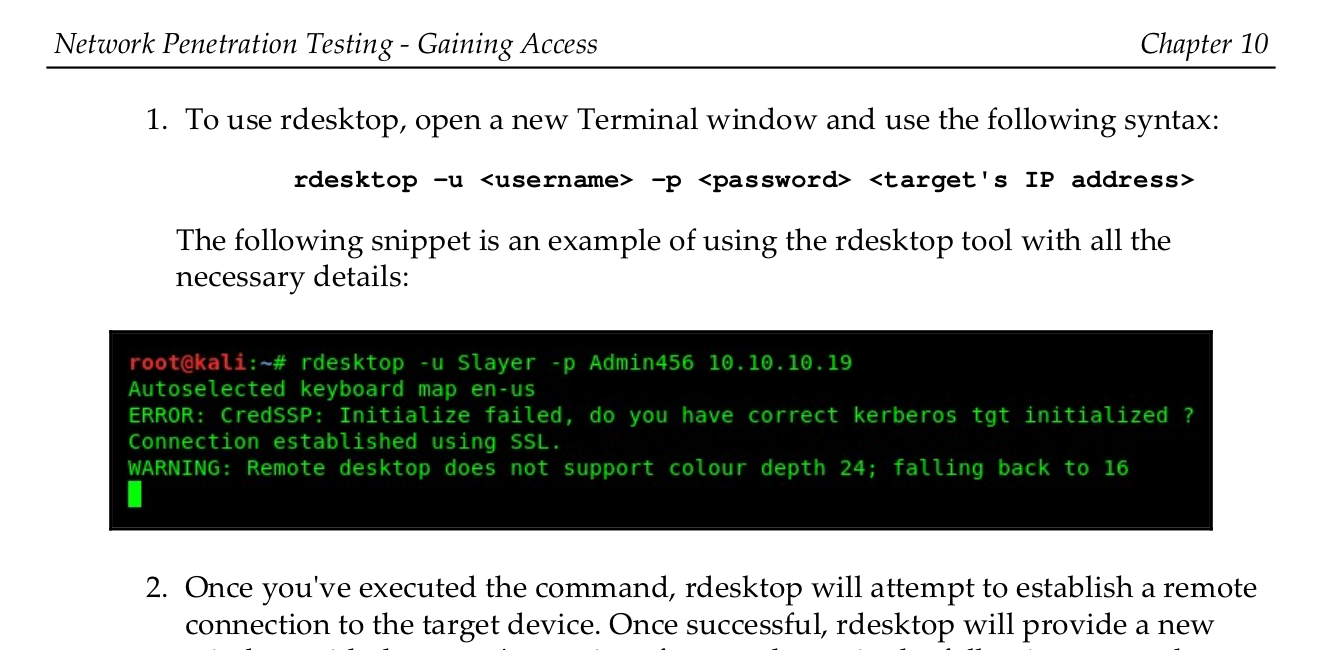 Network Penetration Testing - Gaining Access Chapter 10
1. To use rdesktop, open a new Terminal window and use the following syntax:
rdesktop -u <username> -p <password> <target's IP address>
The following snippet is an example of using the rdesktop tool with all the
necessary details:
root@kali:~# rdesktop -u Slayer -p Admin456 10.10.10.19
Autoselected keyboard map en-us
ERROR: CredSSP: Initialize failed, do you have correct kerberos tgt initialized ?
Connection established using SSL.
WARNING: Remote desktop does not support colour depth 24; falling back to 16
2. Once you've executed the command, rdesktop will attempt to establish a remote
connection to the target device. Once successful, rdesktop will provide a new